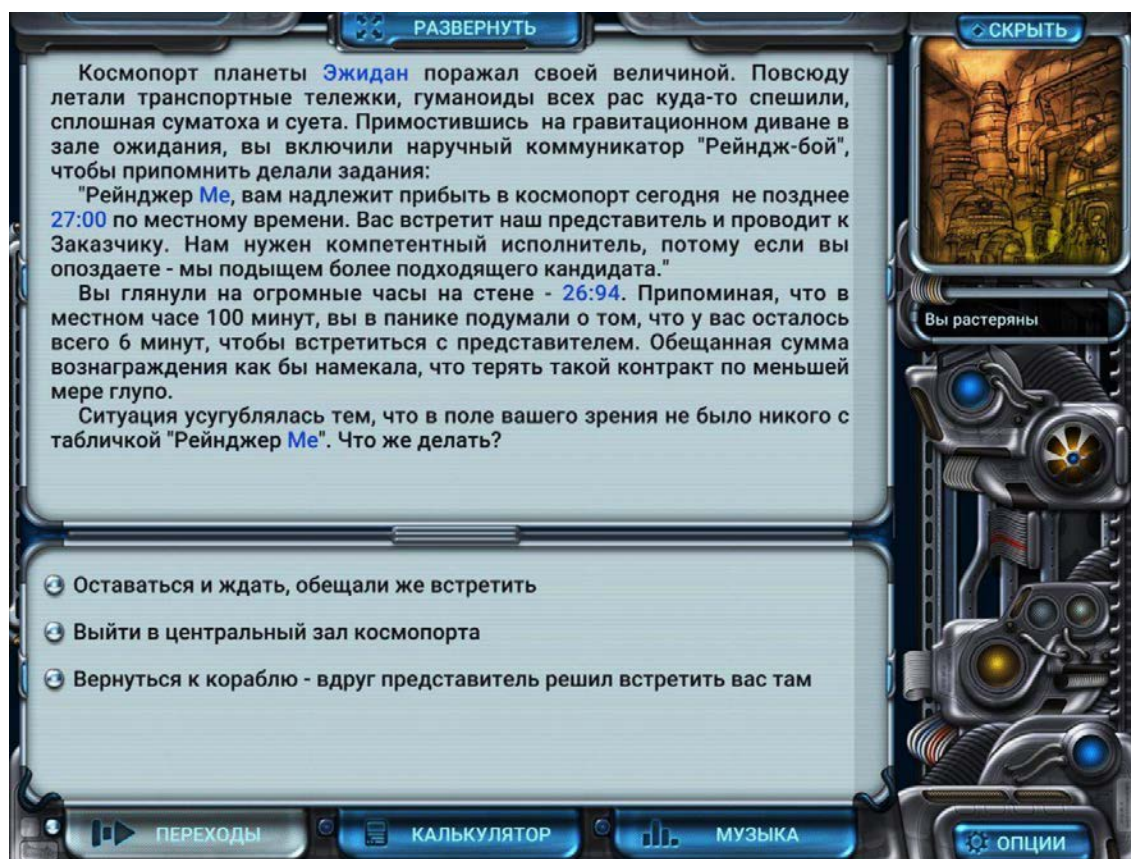 РАЗВЕРНУТЬ
СКРЫТЬ
Космопорт планеты Эжидан поражал своей величиной. Повсюду
летали транспортные тележки, гуманоиды всех рас куда-то спешили,
сплошная суматоха и суета. Примостившись на гравитационном диване в
зале ожидания, вы включили наручный коммуникатор "Рейндж-бой",
чтобы припомнить делали задания:
"Рейнджер Ме, вам надлежит прибыть в космопорт сегодня не позднее
27:00 по местному времени. Вас встретит наш представитель и проводит к
Заказчику. Нам нужен компетентный исполнитель, потому если вы
опоздаете - мы подыщем более подходящего кандидата."
Вы глянули на огромные часы на стене - 26:94. Припоминая, что в
местном часе 100 минут, вы в панике подумали о том, что у вас осталось
всего 6 минут, чтобы встретиться с представителем. Обещанная сумма
вознаграждения как бы намекала, что терять такой контракт по меньшей
мере глупо.
Ситуация усугублялась тем, что в поле вашего зрения не было никого с
табличкой "Рейнджер Ме". Что же делать?
Вы растеряны
Оставаться и ждать, обещали же встретить
Выйти в центральный зал космопорта
Вернуться к кораблю - вдруг представитель решил встретить вас там
ПЕРЕХОДЫ
КАЛЬКУЛЯТОР
МУЗЫКА
ОПЦИИ